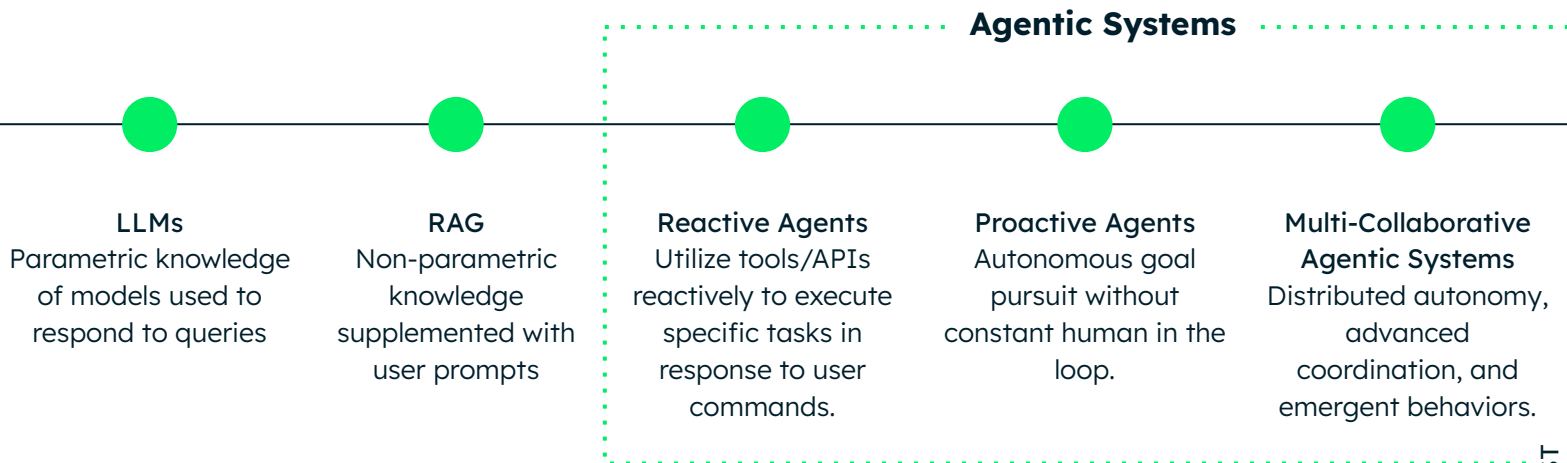 Agentic Systems
LLMs
Parametric knowledge
of models used to
respond to queries
RAG
Non-parametric
knowledge
supplemented with
user prompts
Reactive Agents
Utilize tools/APIs
reactively to execute
specific tasks in
response to user
commands.
Proactive Agents
Autonomous goal
pursuit without
constant human in the
loop.
Multi-Collaborative
Agentic Systems
Distributed autonomy,
advanced
coordination, and
emergent behaviors.
T